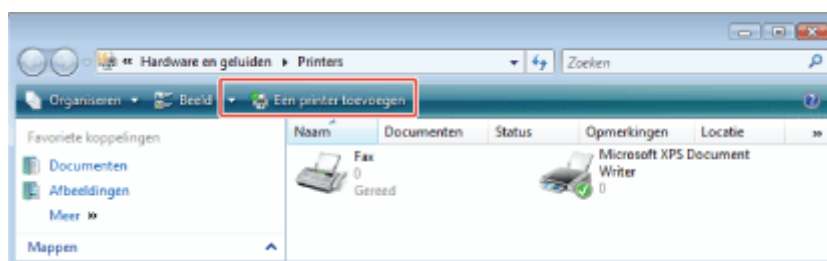 « Hardware en geluiden ▸ Printers
Zoeken
Organiseren Beeld Een printer toevoegen
Favoriete koppelingen
Naam Documenten Status Opmerkingen Locatie »
Documenten
Afbeeldingen
Meer »
Mappen
Fax
0
Gereed
Microsoft XPS Document
Writer
0